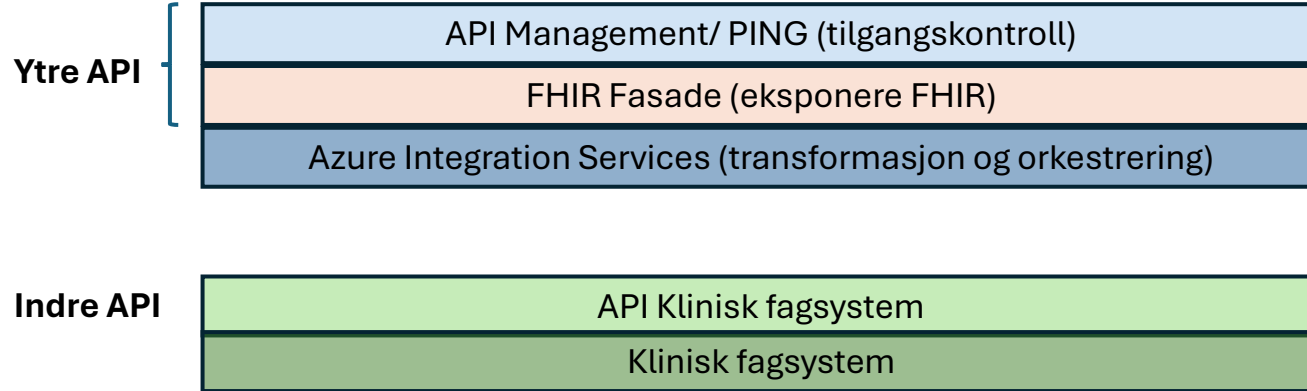 API Management/ PING (tilgangskontroll)
Ytre API
FHIR Fasade (eksponere FHIR)
Azure Integration Services (transformasjon og orkestrering)
Indre API
API Klinisk fagsystem
Klinisk fagsystem